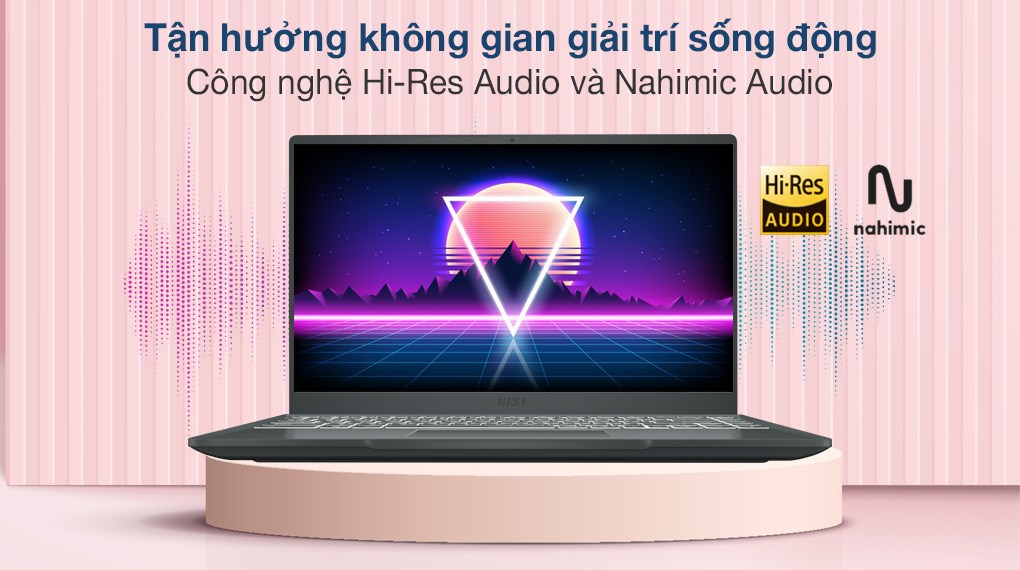 Tận hưởng không gian giải trí sống động
Công nghệ Hi-Res Audio và Nahimic Audio
Hi-Res
AUDIO
nahimic
msi